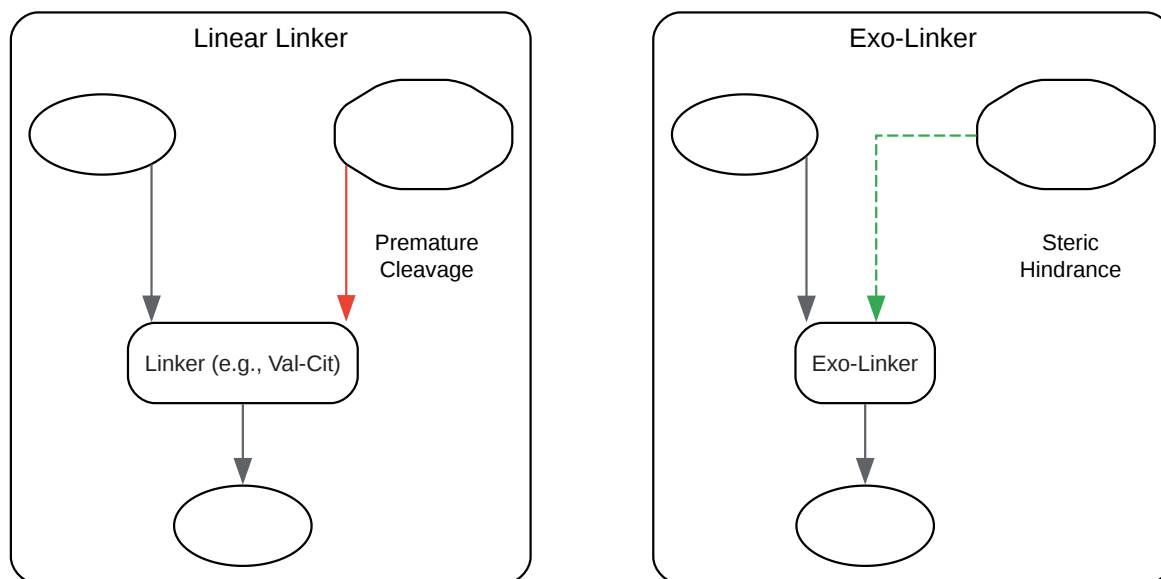 Linear Linker
Premature
Cleavage
Linker (e.g., Val-Cit)
Exo-Linker
Steric
Hindrance
Exo-Linker